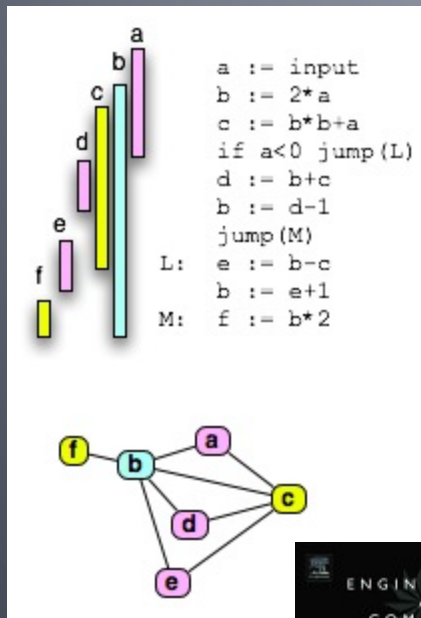 a
b
c
d
e
f
a := input
b := 2*a
c := b*b+a
if a<0 jump(L)
d := b+c
b := d-1
jump(M)
L: e := b-c
b := e+1
M: f := b*2
f
b
a
c
d
e
ENGIN